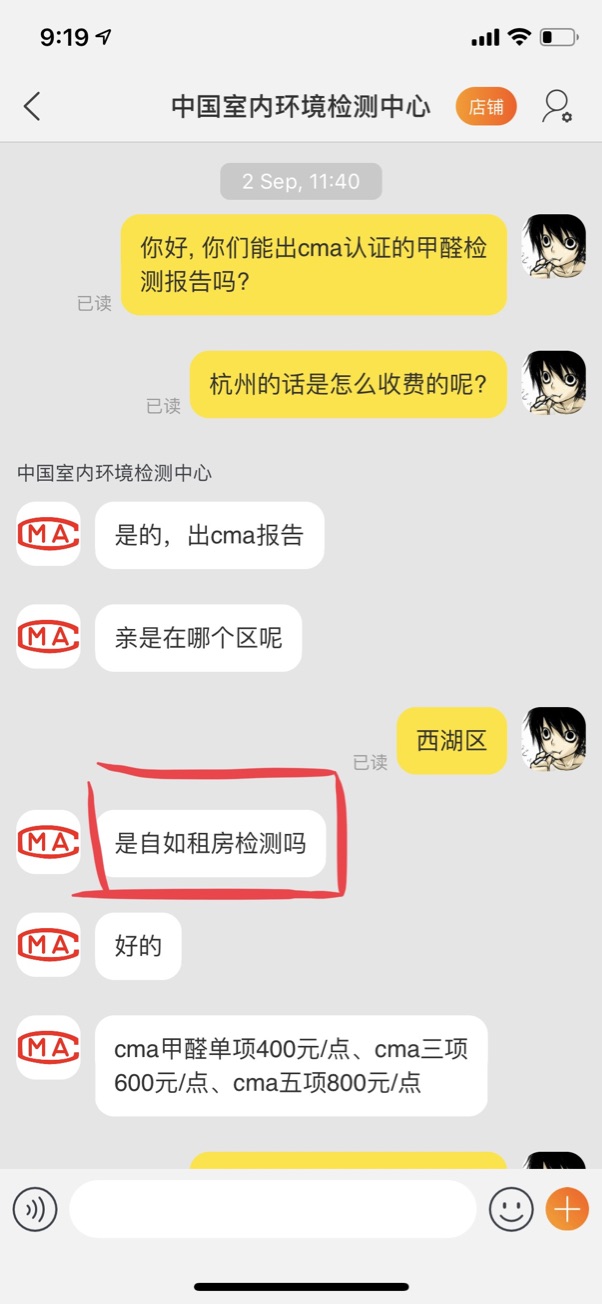 9:19
中国室内环境检测中心
店铺
2 Sep, 11:40
你好, 你们能出cma认证的甲醛检
测报告吗?
已读
杭州的话是怎么收费的呢?
已读
中国室内环境检测中心
MA
是的，出cma报告
MA
亲是在哪个区呢
西湖区
已读
MA
是自如租房检测吗
MA
好的
MA
cma甲醛单项400元/点、cma三项
600元/点、cma五项800元/点